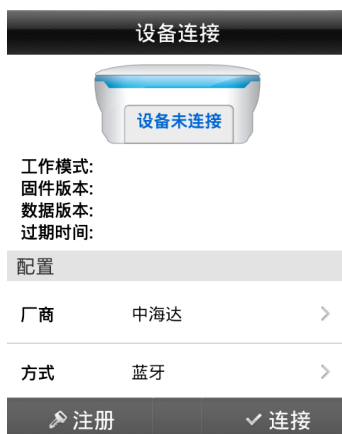 设备连接
设备未连接
工作模式:
固件版本:
数据版本:
过期时间:
配置
厂商 中海达
方式 蓝牙
注册 连接